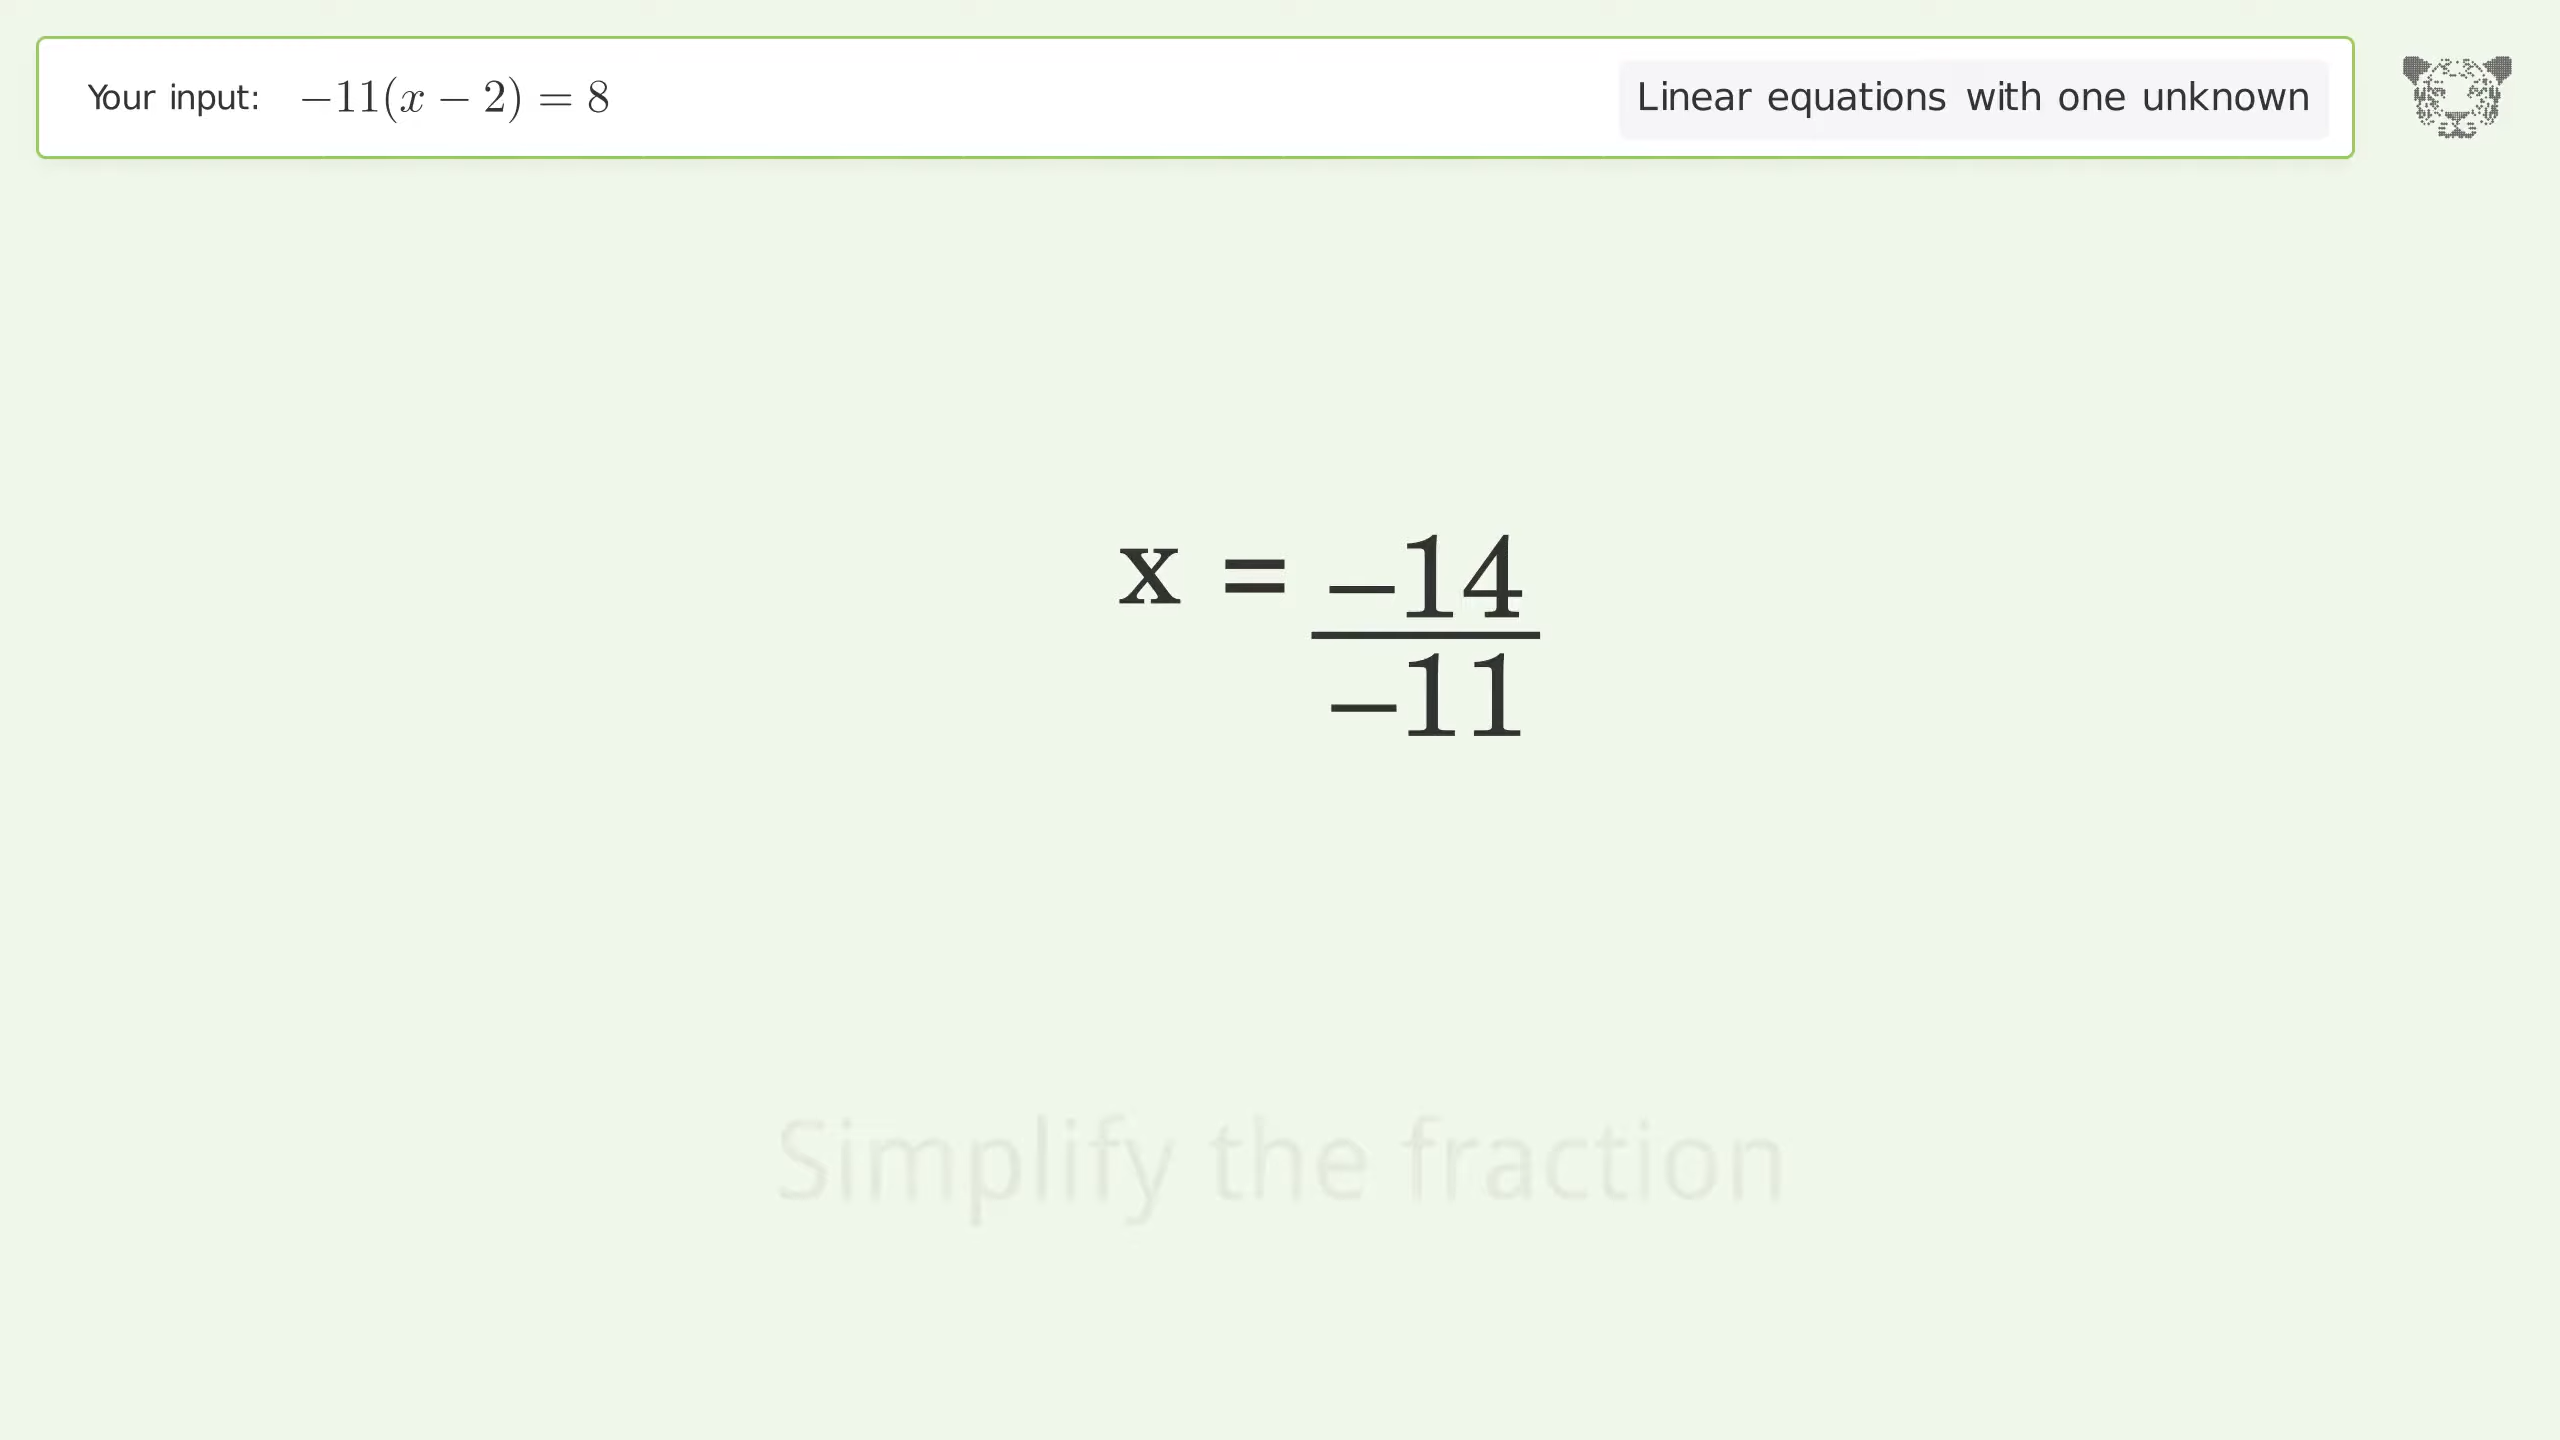 Your input: −11(x − 2) = 8
Linear equations with one unknown
x = −14
−11
Simplify the fraction